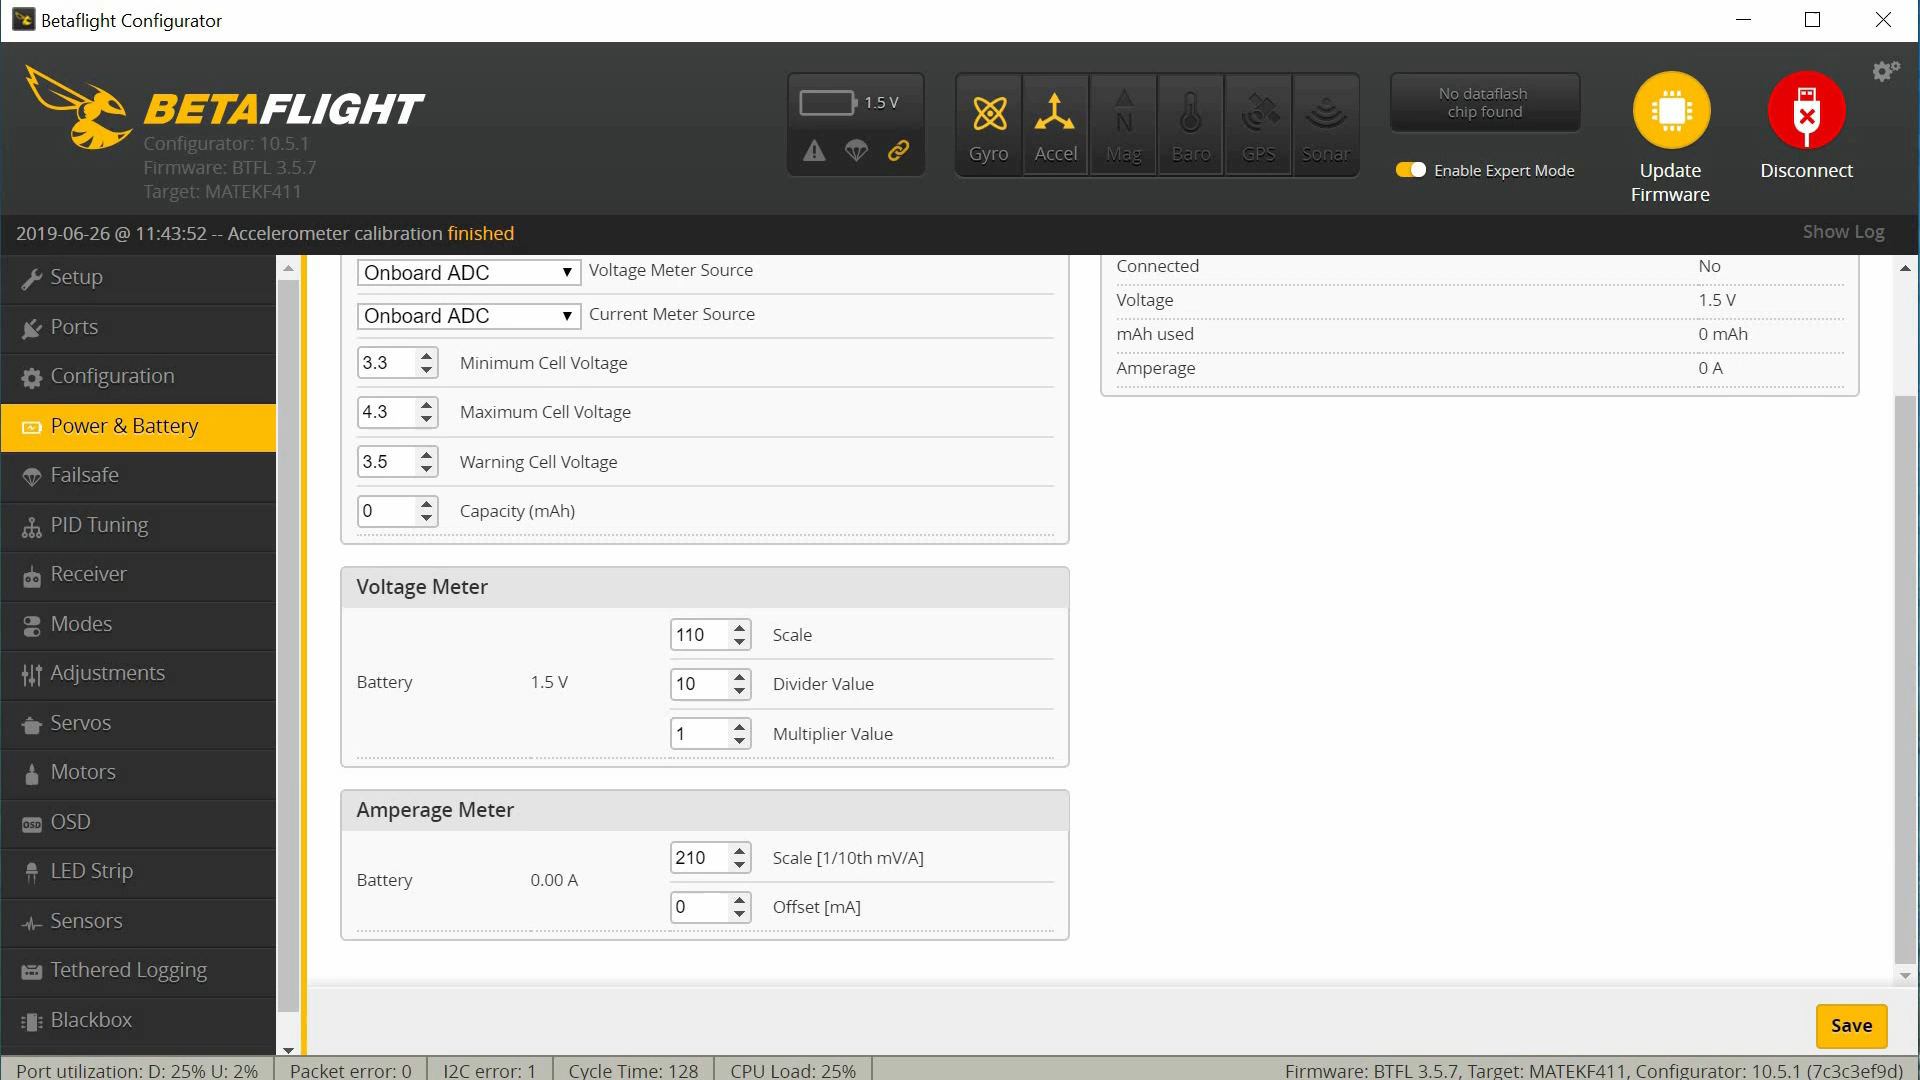 Betaflight Configurator
BETAFLIGHT
Configurator: 10.5.1
Firmware: BTFL 3.5.7
Target: MATEKF411
1.5 V
N
Gyro
Accel
Mag
Baro
GPS
Sonar
No dataflash
chip found
Enable Expert Mode
Update
Firmware
Disconnect
2019-06-26 @ 11:43:52 -- Accelerometer calibration finished
Show Log
Setup
Ports
Configuration
Power & Battery
Failsafe
PID Tuning
Receiver
Modes
Adjustments
Servos
Motors
OSD OSD
LED Strip
Sensors
Tethered Logging
Blackbox
Onboard ADC Voltage Meter Source
Onboard ADC Current Meter Source
3.3 Minimum Cell Voltage
4.3 Maximum Cell Voltage
3.5 Warning Cell Voltage
0 Capacity (mAh)
Voltage Meter
Battery 1.5 V
110 Scale
10 Divider Value
1 Multiplier Value
Amperage Meter
Battery 0.00 A
210 Scale [1/10th mV/A]
0 Offset [mA]
Connected No
Voltage 1.5 V
mAh used 0 mAh
Amperage 0 A
Save
Port utilization: D: 25% U: 2%
Packet error: 0
I2C error: 1
Cycle Time: 128
CPU Load: 25%
Firmware: BTFL 3.5.7, Target: MATEKF411, Configurator: 10.5.1 (7c3c3ef9d)